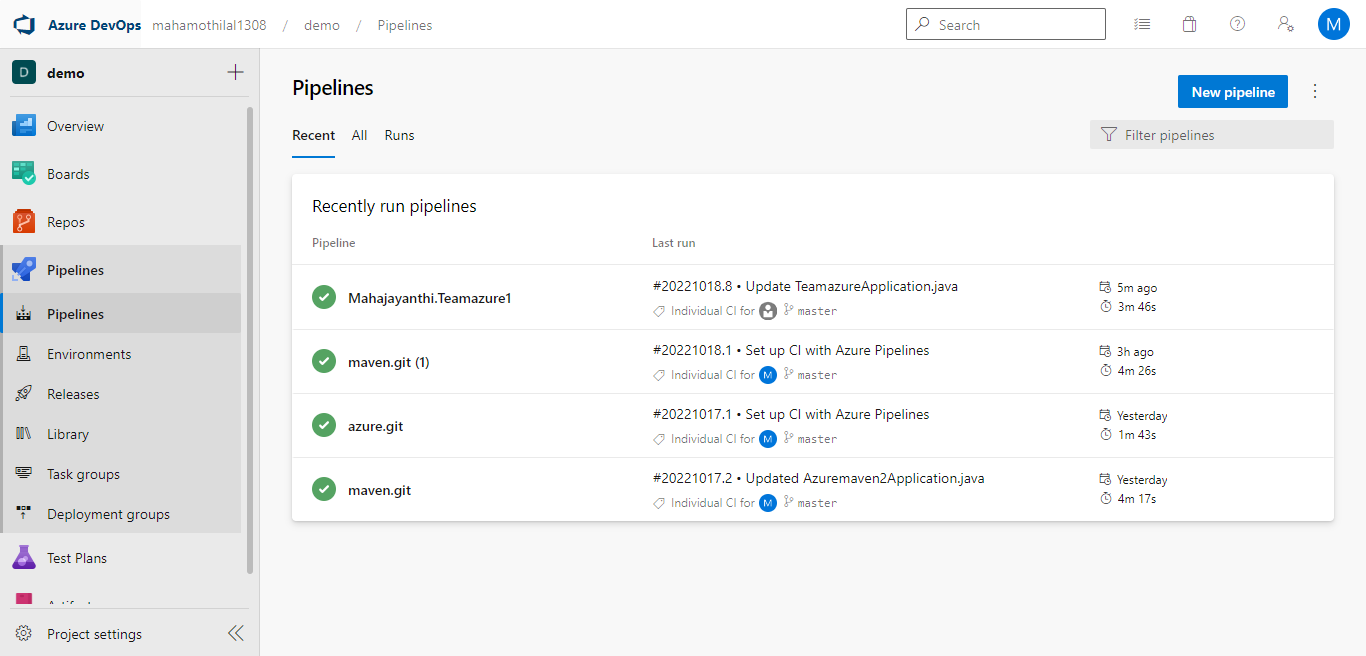 Azure DevOps mahamothilal1308 / demo / Pipelines Search M
D demo
Overview
Boards
Repos
Pipelines
Pipelines
Environments
Releases
Library
Task groups
Deployment groups
Test Plans
Artifacts
Project settings
Pipelines
New pipeline
Recent All Runs
Filter pipelines
Recently run pipelines
Pipeline Last run
Mahajayanthi.Teamazure1
#20221018.8 • Update TeamazureApplication.java
Individual CI for master
5m ago
3m 46s
maven.git (1)
#20221018.1 • Set up CI with Azure Pipelines
Individual CI for M master
3h ago
4m 26s
azure.git
#20221017.1 • Set up CI with Azure Pipelines
Individual CI for M master
Yesterday
1m 43s
maven.git
#20221017.2 • Updated Azuremaven2Application.java
Individual CI for M master
Yesterday
4m 17s